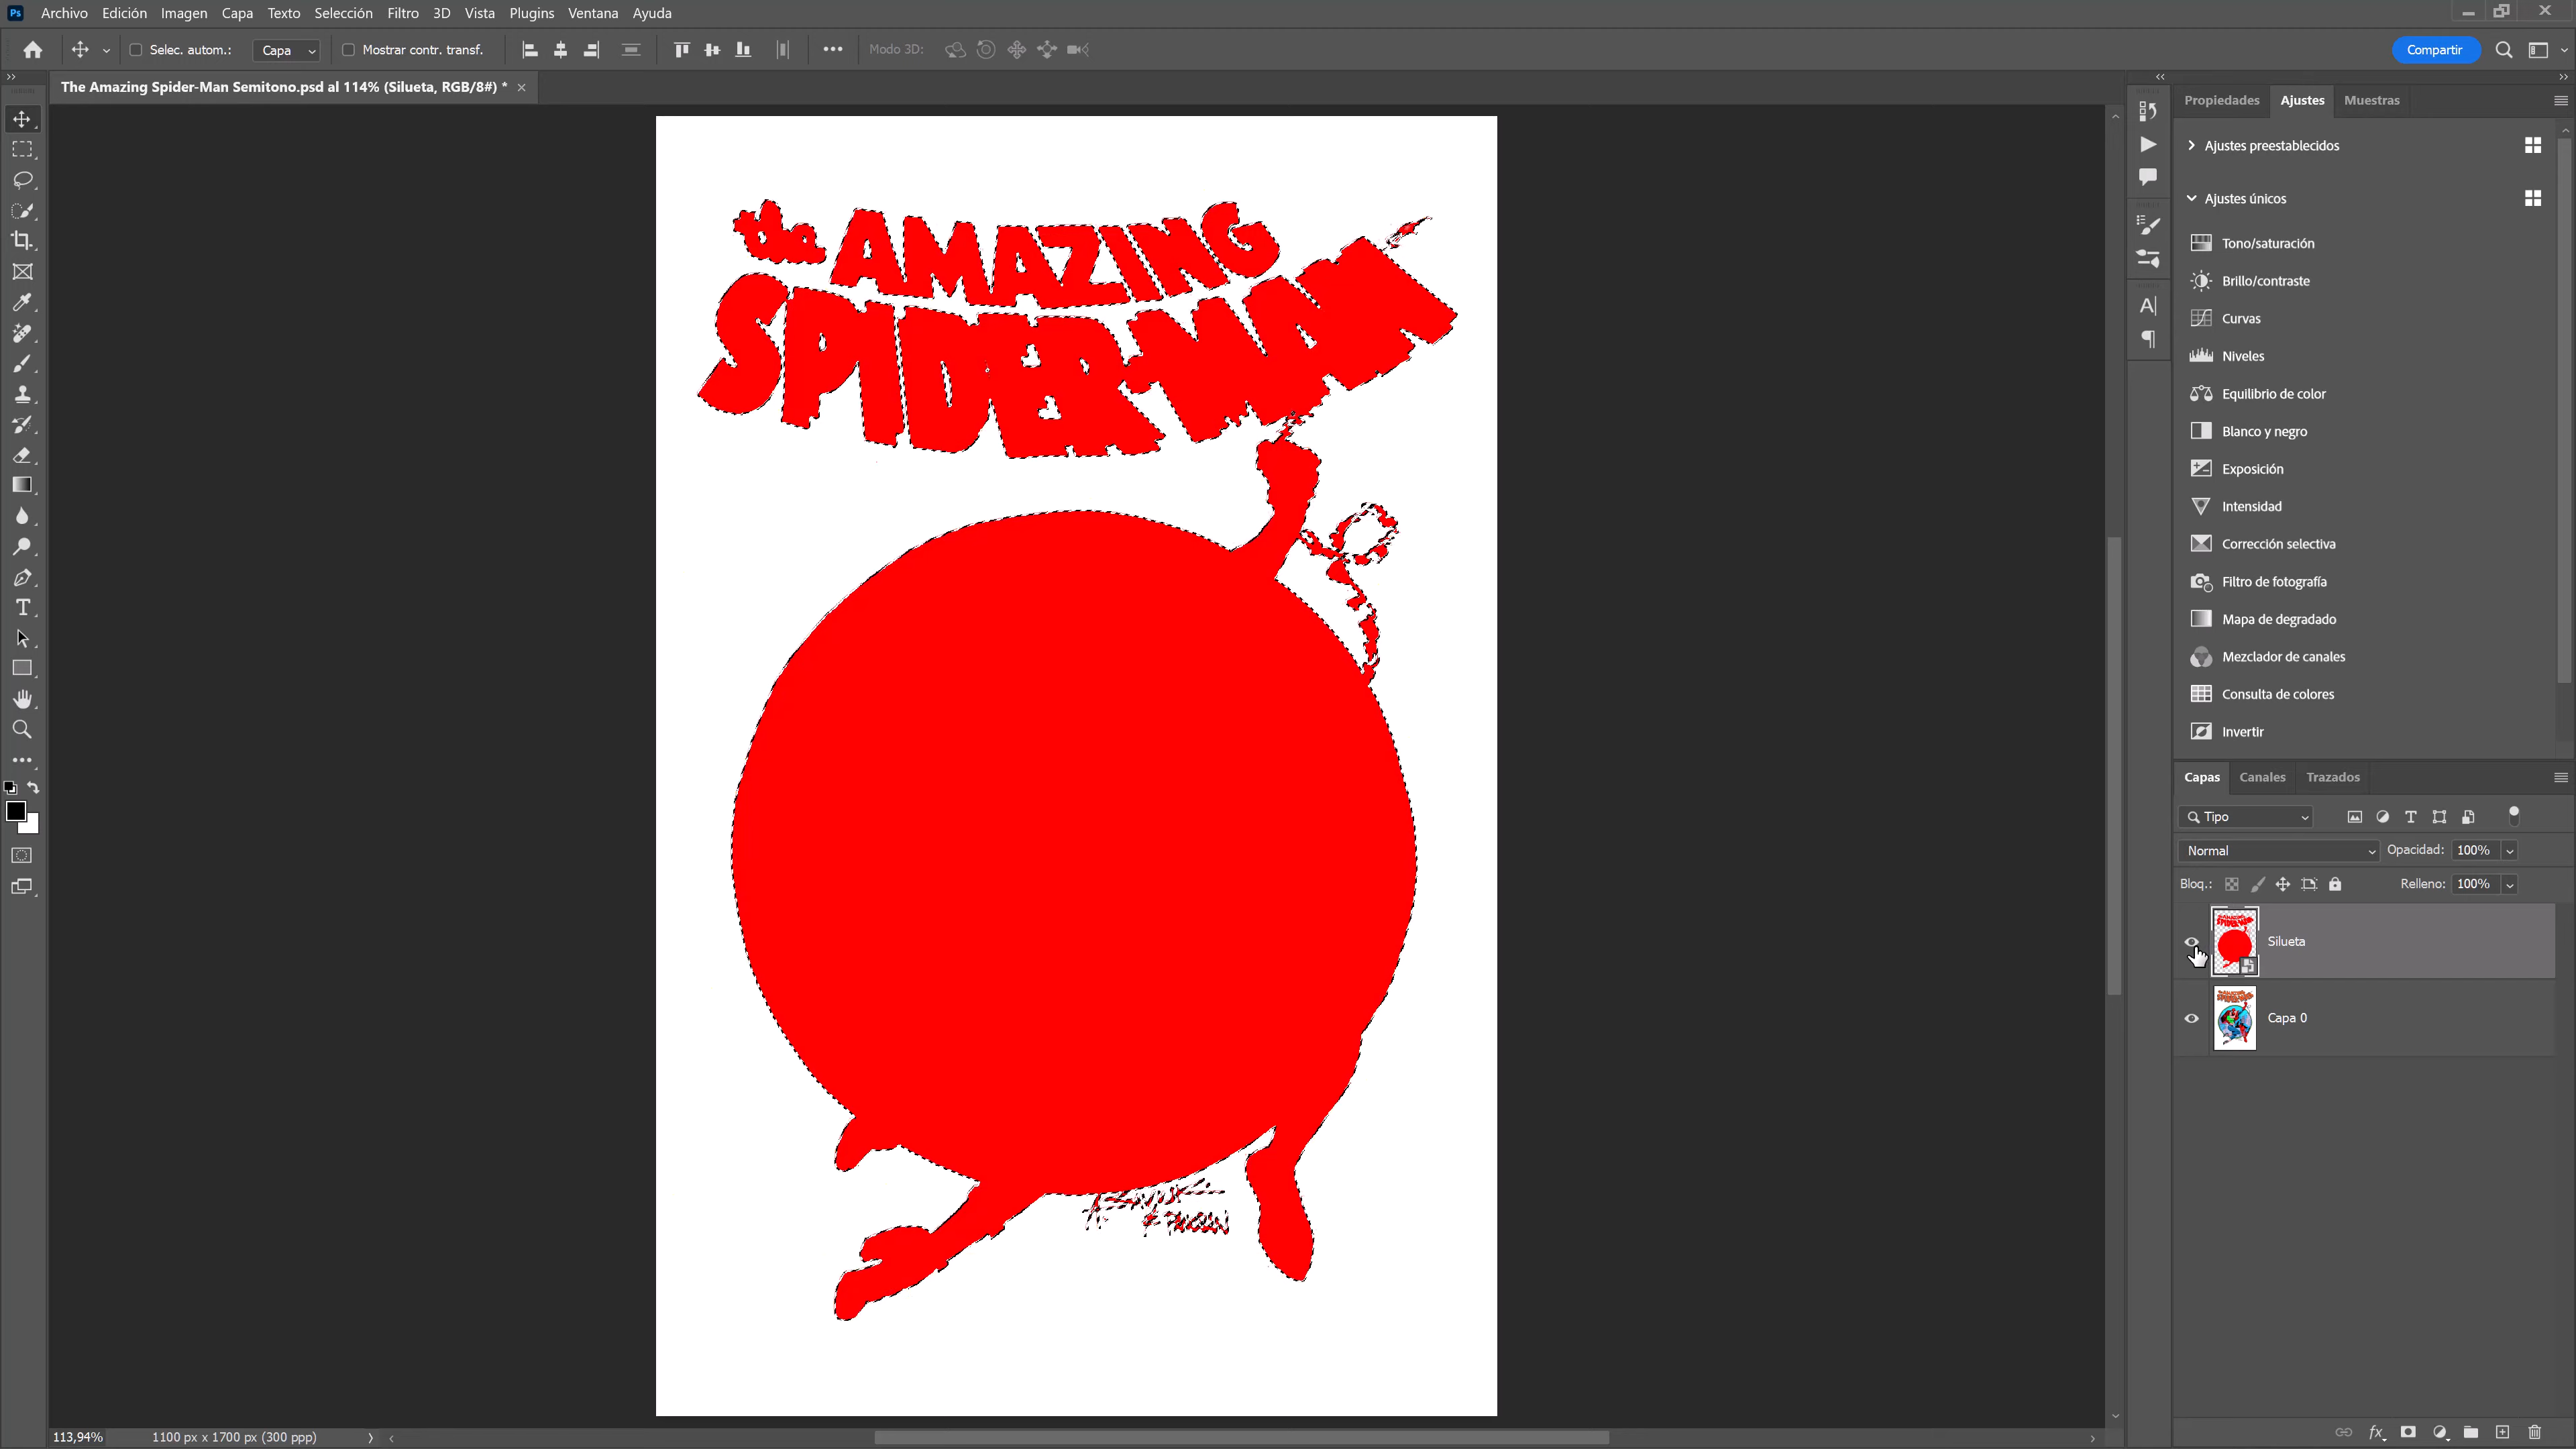 Ps Archivo Edición Imagen Capa Texto Selección Filtro 3D Vista Plugins Ventana Ayuda
Selec. autom.: Capa Mostrar contr. transf. Modo 3D: Compartir
The Amazing Spider-Man Semitono.psd al 114% (Silueta, RGB/8#) *
the AMAZING
SPIDER-MAN
Propiedades Ajustes Muestras
Ajustes preestablecidos
Ajustes únicos
Tono/saturación
Brillo/contraste
Curvas
Niveles
Equilibrio de color
Blanco y negro
Exposición
Intensidad
Corrección selectiva
Filtro de fotografía
Mapa de degradado
Mezclador de canales
Consulta de colores
Invertir
Capas Canales Trazados
Tipo
Normal Opacidad: 100%
Bloq.: Relleno: 100%
Silueta
Capa 0
113,94% 1100 px x 1700 px (300 ppp)